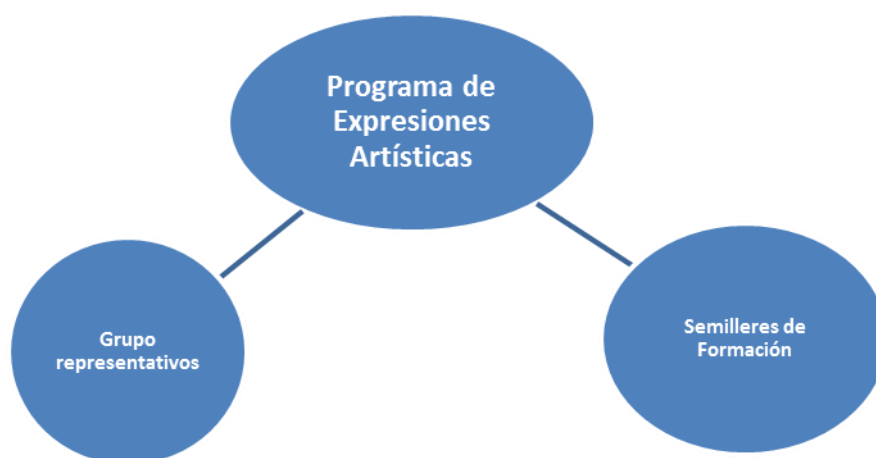 Programa de
Expresiones
Artísticas
Grupo
representativos
Semilleres de
Formación